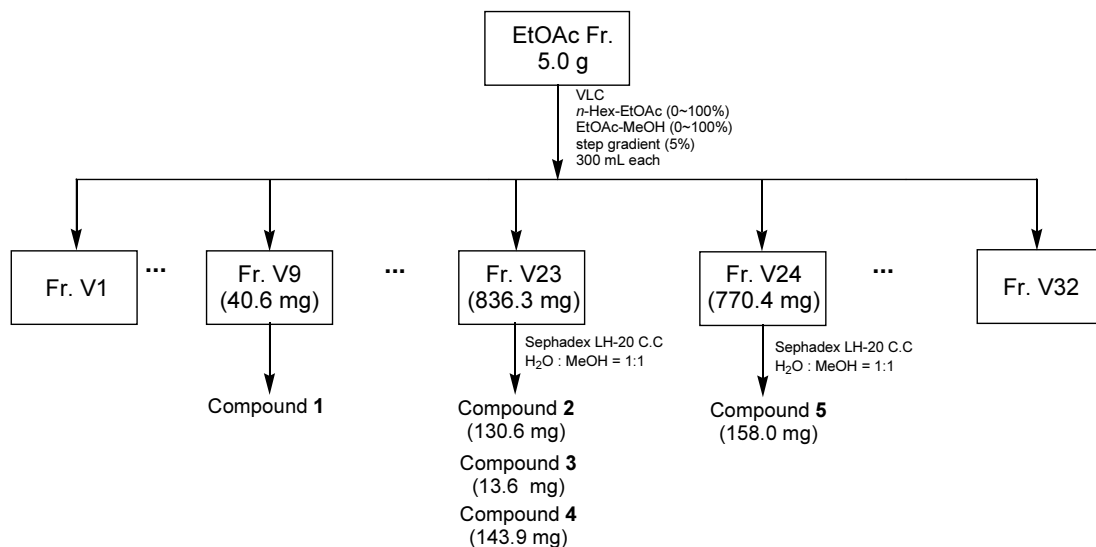 EtOAc Fr.
5.0 g
VLC
n-Hex-EtOAc (0~100%)
EtOAc-MeOH (0~100%)
step gradient (5%)
300 mL each
Fr. V1
...
Fr. V9
(40.6 mg)
...
Fr. V23
(836.3 mg)
Fr. V24
(770.4 mg)
...
Fr. V32
Sephadex LH-20 C.C
H₂O : MeOH = 1:1
Sephadex LH-20 C.C
H₂O : MeOH = 1:1
Compound 1
Compound 2
(130.6 mg)
Compound 3
(13.6 mg)
Compound 4
(143.9 mg)
Compound 5
(158.0 mg)